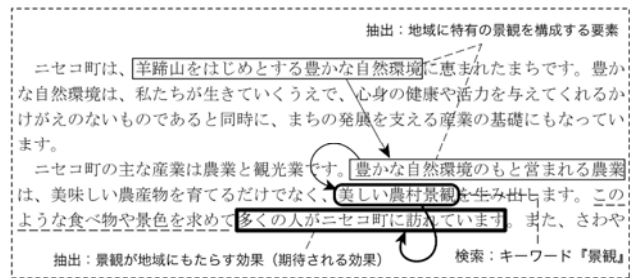 抽出：地域に特有の景観を構成する要素
ニセコ町は、羊蹄山をはじめとする豊かな自然環境に恵まれたまちです。豊か
な自然環境は、私たちが生きていくうえで、心身の健康や活力を与えてくれるか
けがえのないものであると同時に、まちの発展を支える産業の基礎にもなってい
ます。
ニセコ町の主な産業は農業と観光業です。豊かな自然環境のもと営まれる農業
は、美味しい農産物を育てるだけでなく、美しい農村景観を生み出します。この
ような食べ物や景色を求めて多くの人がニセコ町に訪れています。また、さわや
抽出：景観が地域にもたらす効果（期待される効果）
検索：キーワード『景観』